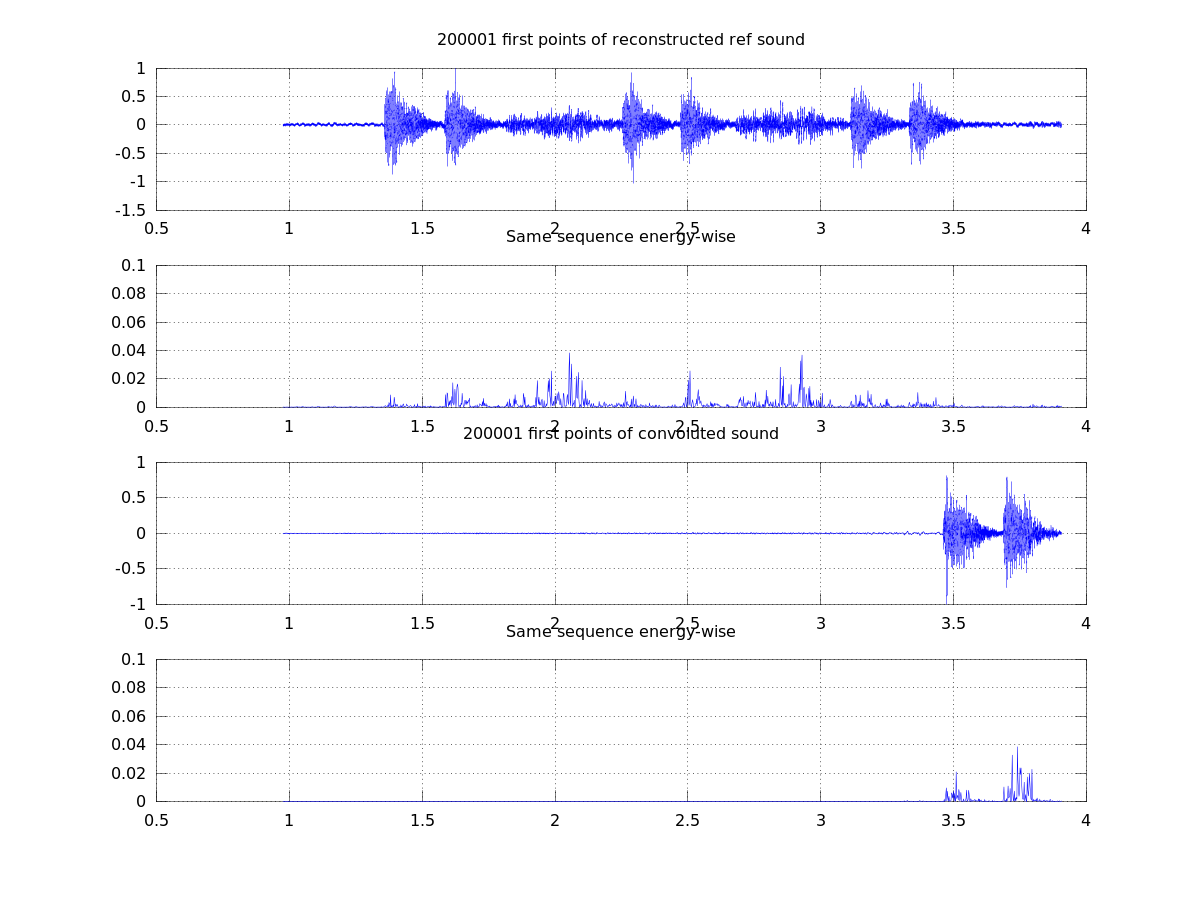 200001 first points of reconstructed ref sound
1
0.5
0
-0.5
-1
-1.5
0.5 1 1.5 2 2.5 3 3.5 4
Same sequence energy-wise
0.1
0.08
0.06
0.04
0.02
0
0.5 1 1.5 2 2.5 3 3.5 4
200001 first points of convoluted sound
1
0.5
0
-0.5
-1
0.5 1 1.5 2 2.5 3 3.5 4
Same sequence energy-wise
0.1
0.08
0.06
0.04
0.02
0
0.5 1 1.5 2 2.5 3 3.5 4